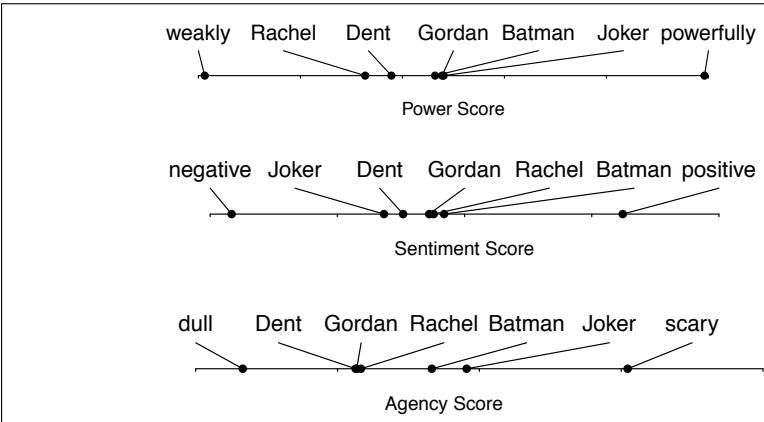 weakly Rachel Dent Gordan Batman Joker powerfully
Power Score
negative Joker Dent Gordan Rachel Batman positive
Sentiment Score
dull Dent Gordan Rachel Batman Joker scary
Agency Score